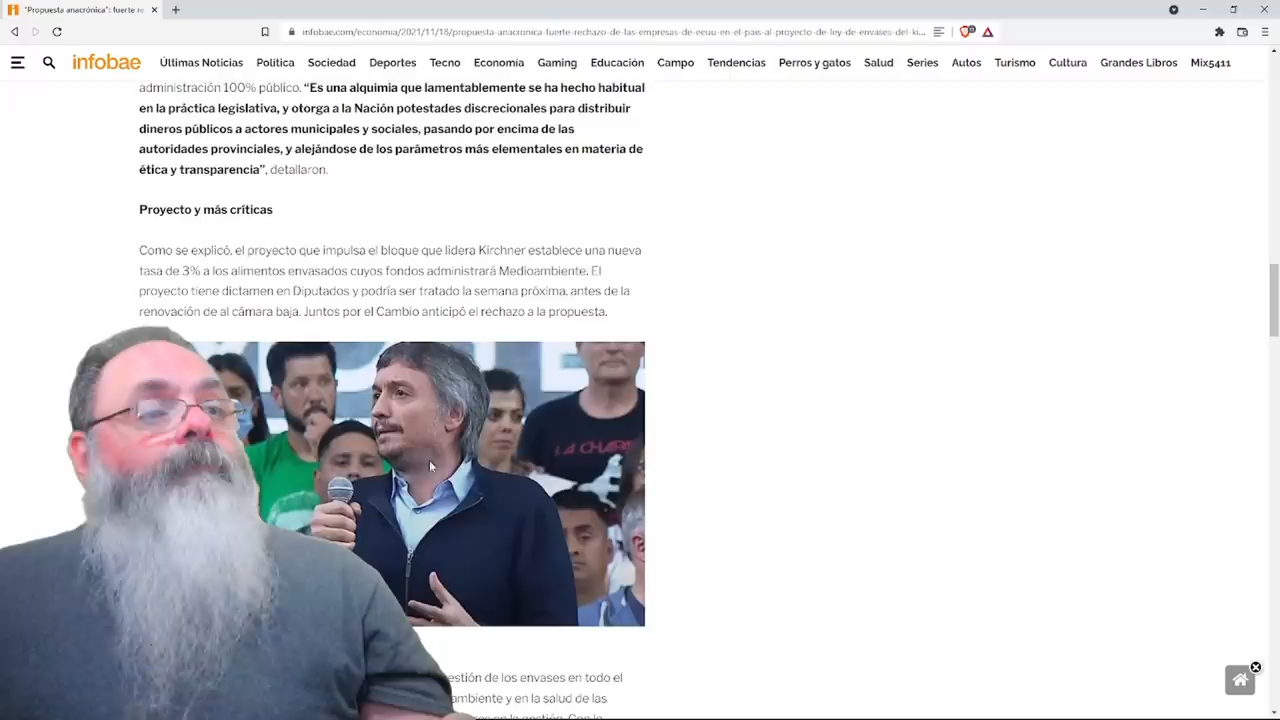 "Propuesta anacrónica": fuerte re
infobae.com/economia/2021/11/18/propuesta-anacronica-fuerte-rechazo-de-las-empresas-de-eeuu-en-el-pais-al-proyecto-de-ley-de-envases-del-ki...
infobae Últimas Noticias Política Sociedad Deportes Tecno Economía Gaming Educación Campo Tendencias Perros y gatos Salud Series Autos Turismo Cultura Grandes Libros Mix5411
administración 100% público. “Es una alquimia que lamentablemente se ha hecho habitual
en la práctica legislativa, y otorga a la Nación potestades discrecionales para distribuir
dineros públicos a actores municipales y sociales, pasando por encima de las
autoridades provinciales, y alejándose de los parámetros más elementales en materia de
ética y transparencia”, detallaron.
Proyecto y más críticas
Como se explicó, el proyecto que impulsa el bloque que lidera Kirchner establece una nueva
tasa de 3% a los alimentos envasados cuyos fondos administrará Medioambiente. El
proyecto tiene dictamen en Diputados y podría ser tratado la semana próxima, antes de la
renovación de al cámara baja. Juntos por el Cambio anticipó el rechazo a la propuesta.
LA CHA
estión de los envases en todo el
ambiente y en la salud de las